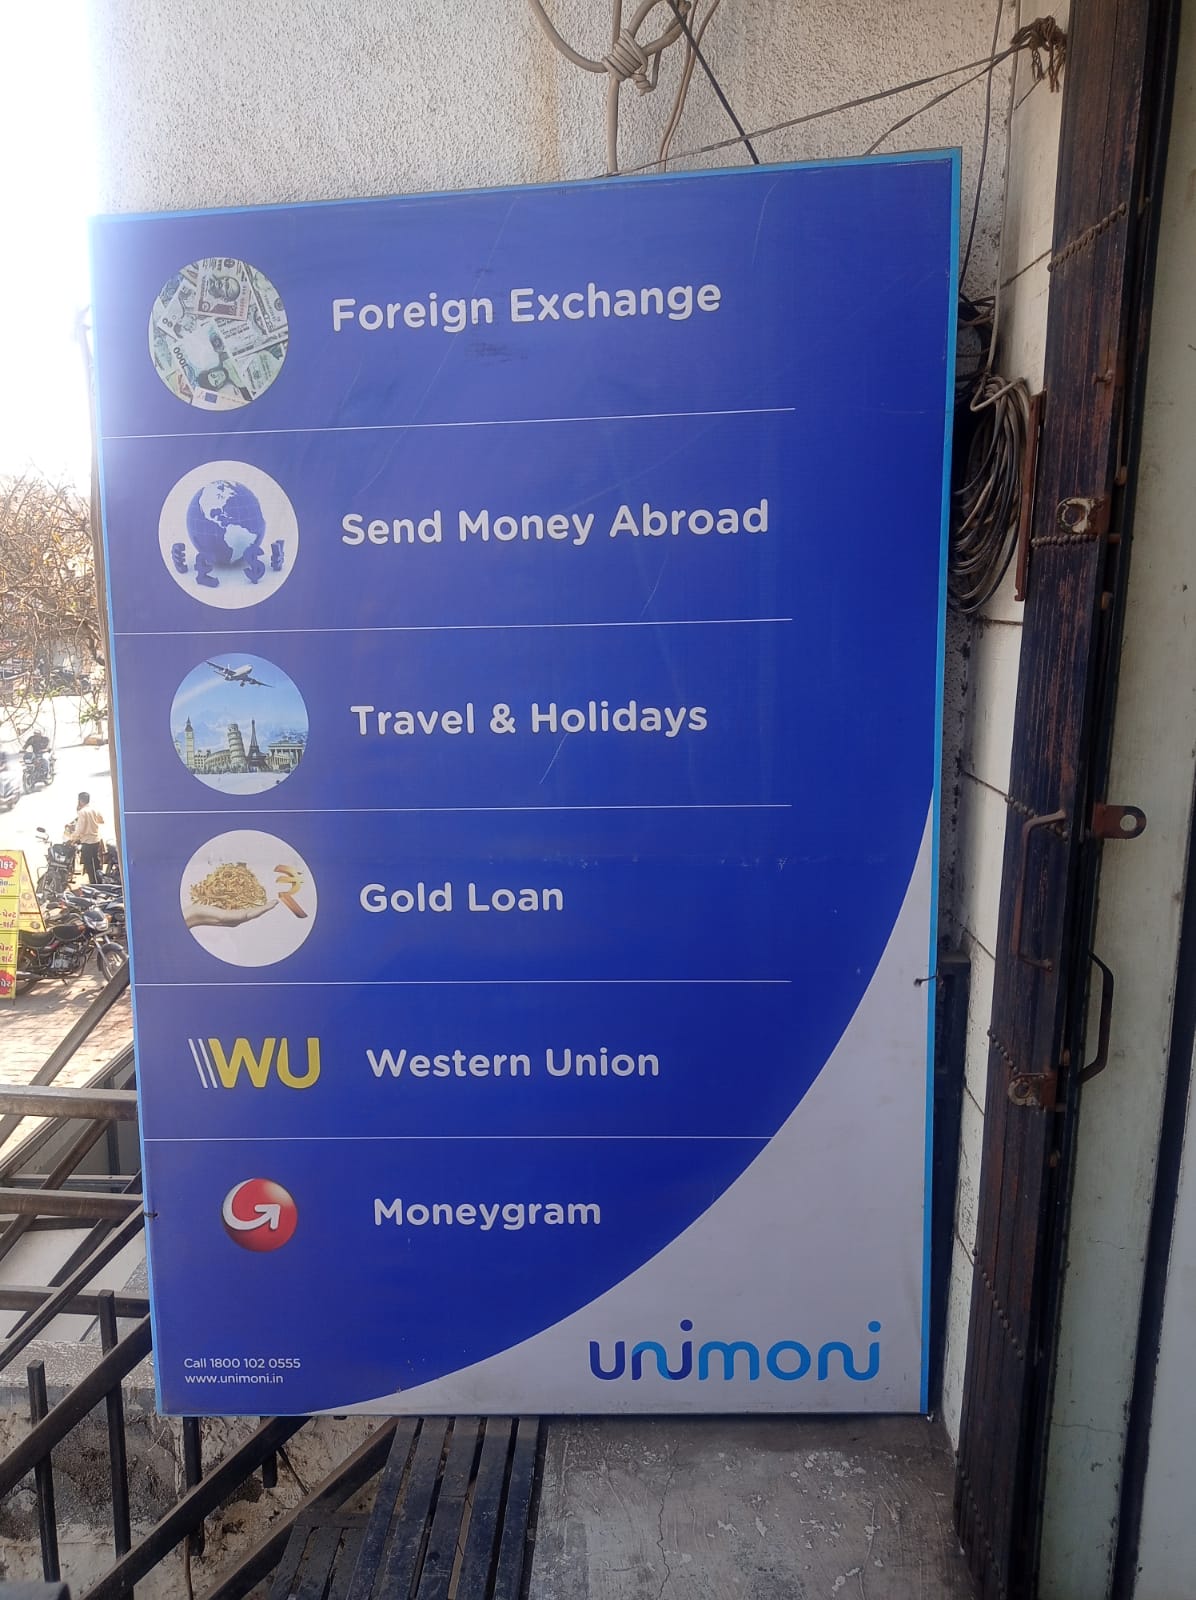 Foreign Exchange
Send Money Abroad
Travel & Holidays
Gold Loan
WU Western Union
Moneygram
Call 1800 102 0555
www.unimoni.in
unimoni